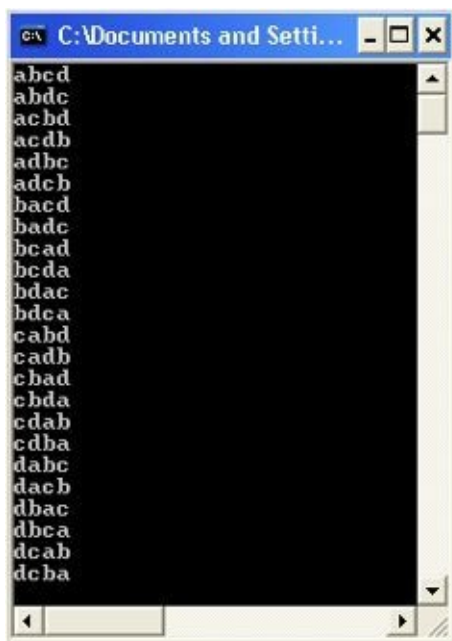 C:\Documents and Setti...
abcd
abdc
acbd
acdb
adbc
adcb
bacd
badc
bcad
bcda
bdac
bdca
cabd
cadb
cbad
cbda
cdab
cdba
dabc
dacb
dbac
dbca
dcab
dcba